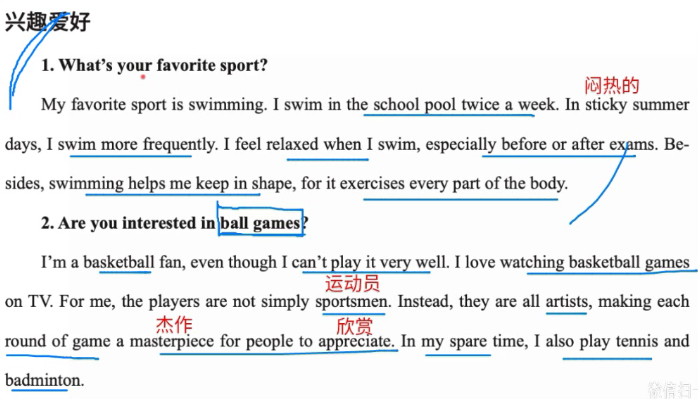 兴趣爱好
1. What's your favorite sport?
闷热的
My favorite sport is swimming. I swim in the school pool twice a week. In sticky summer
days, I swim more frequently. I feel relaxed when I swim, especially before or after exams. Be-
sides, swimming helps me keep in shape, for it exercises every part of the body.
2. Are you interested in ball games?
I'm a basketball fan, even though I can't play it very well. I love watching basketball games
运动员
on TV. For me, the players are not simply sportsmen. Instead, they are all artists, making each
杰作 欣赏
round of game a masterpiece for people to appreciate. In my spare time, I also play tennis and
badminton.